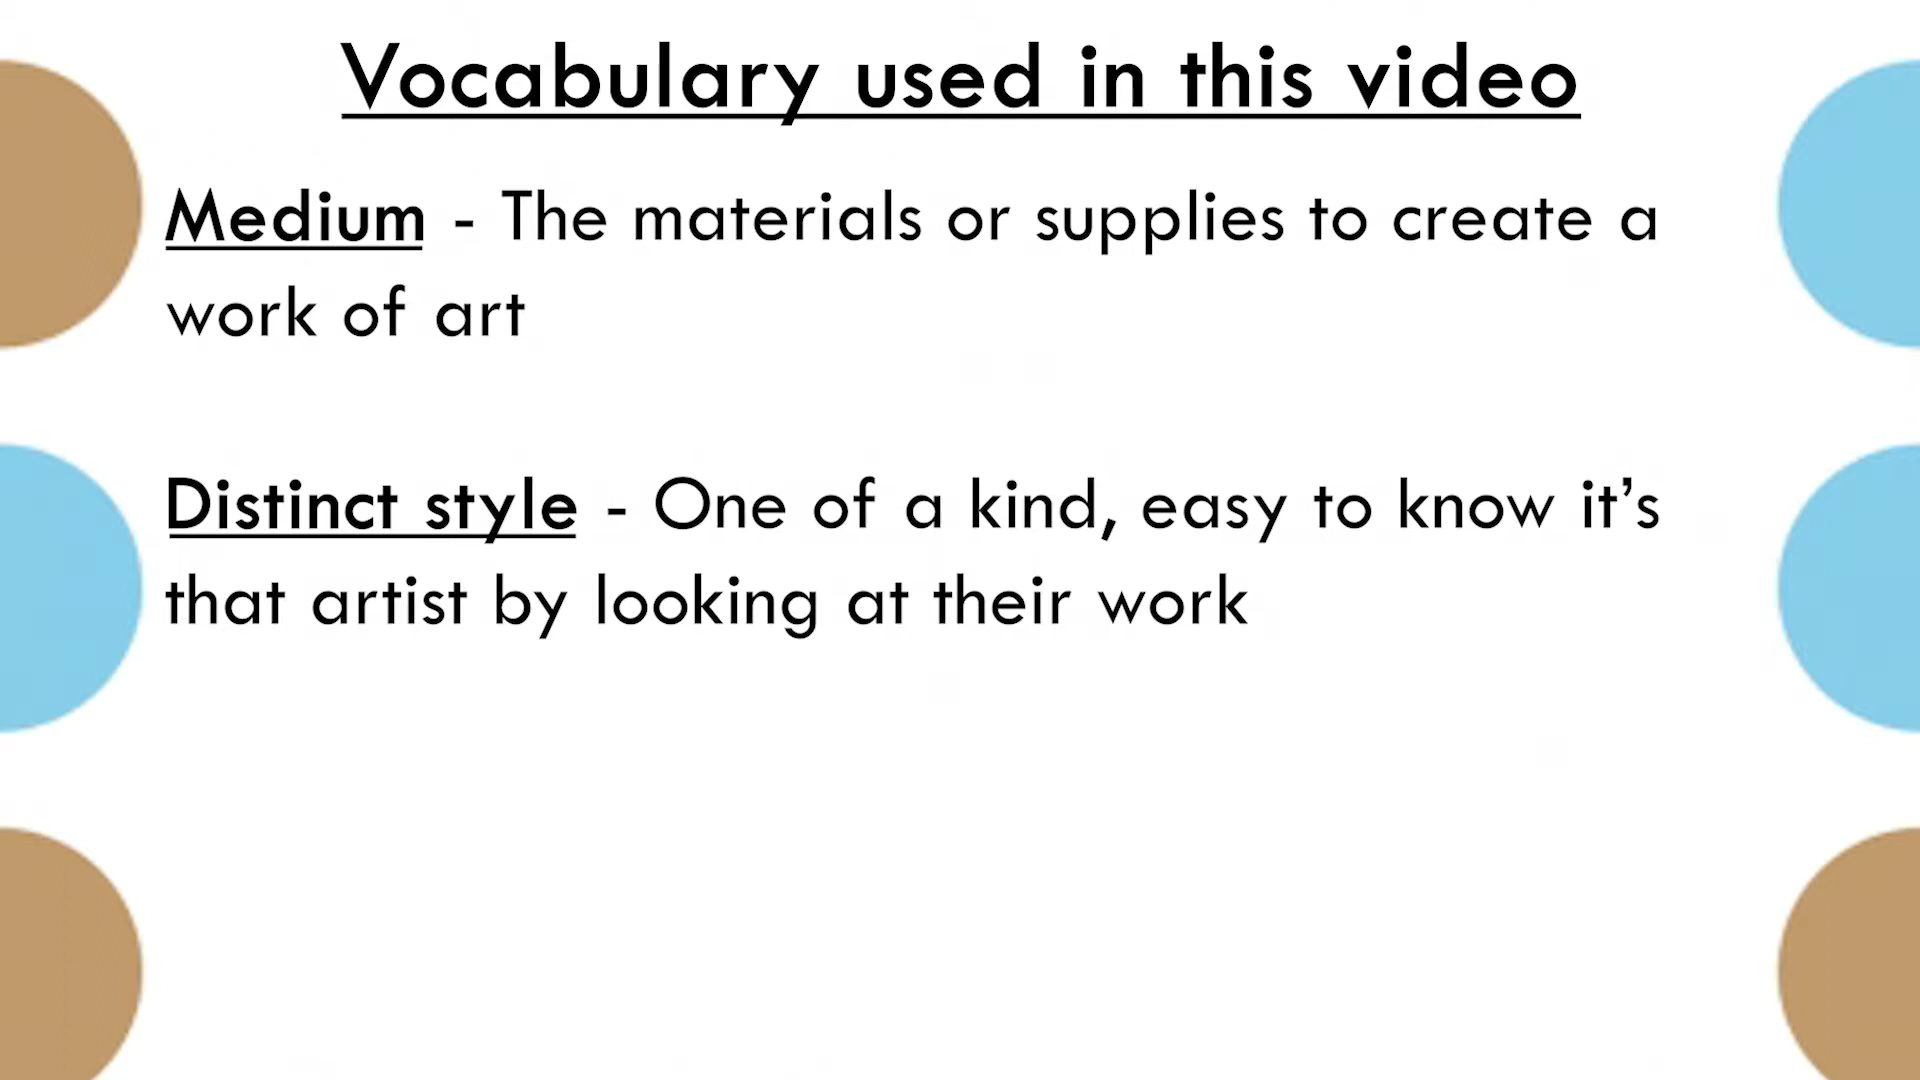 Vocabulary used in this video
Medium - The materials or supplies to create a
work of art
Distinct style - One of a kind, easy to know it’s
that artist by looking at their work